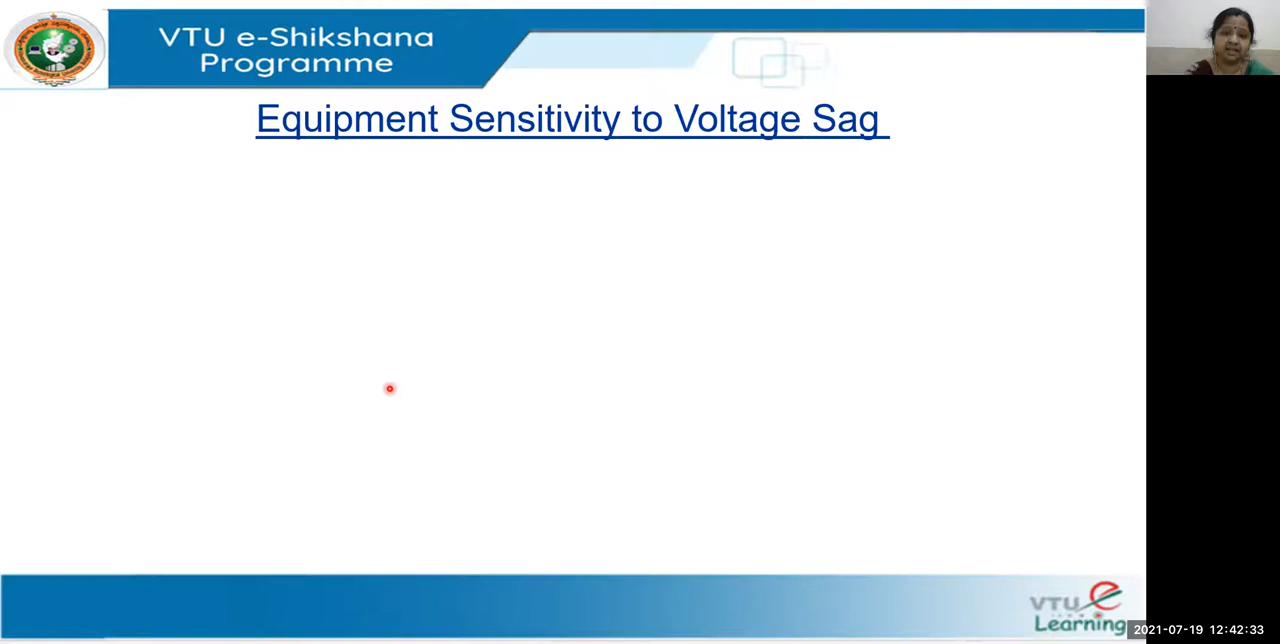 VTU e-Shikshana
Programme
Equipment Sensitivity to Voltage Sag
VTU e
Learning
2021-07-19 12:42:33